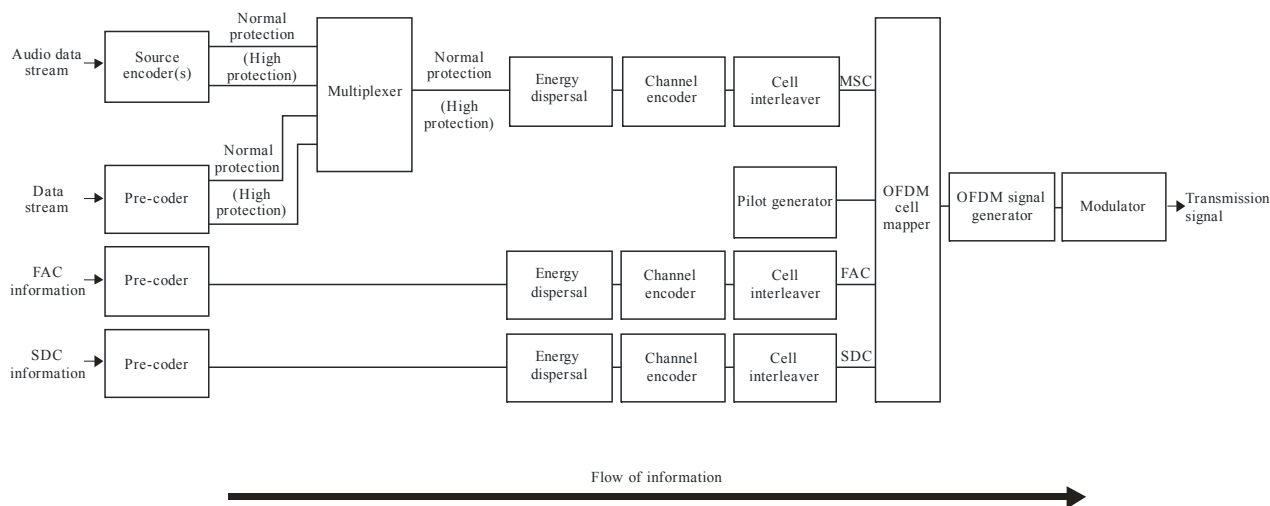 Audio data
stream
Source
encoder(s)
Normal
protection
(High
protection)
Multiplexer
Normal
protection
(High
protection)
Energy
dispersal
Channel
encoder
Cell
interleaver
MSC
Data
stream
Pre-coder
Normal
protection
(High
protection)
Pilot generator
OFDM
cell
mapper
OFDM signal
generator
Modulator
Transmission
signal
FAC
information
Pre-coder
Energy
dispersal
Channel
encoder
Cell
interleaver
FAC
SDC
information
Pre-coder
Energy
dispersal
Channel
encoder
Cell
interleaver
SDC
Flow of information